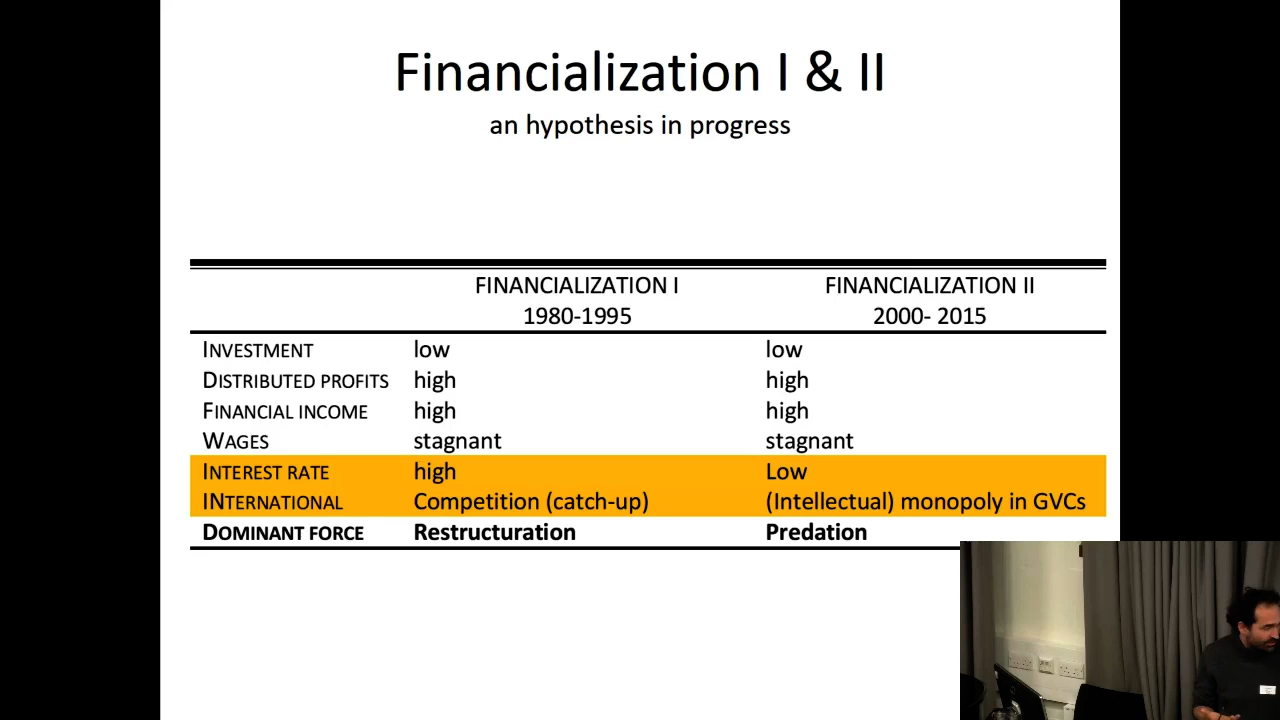 Financialization I & II
an hypothesis in progress
FINANCIALIZATION I FINANCIALIZATION II
1980-1995 2000- 2015
INVESTMENT low low
DISTRIBUTED PROFITS high high
FINANCIAL INCOME high high
WAGES stagnant stagnant
INTEREST RATE high Low
INTERNATIONAL Competition (catch-up) (Intellectual) monopoly in GVCs
DOMINANT FORCE Restructuration Predation